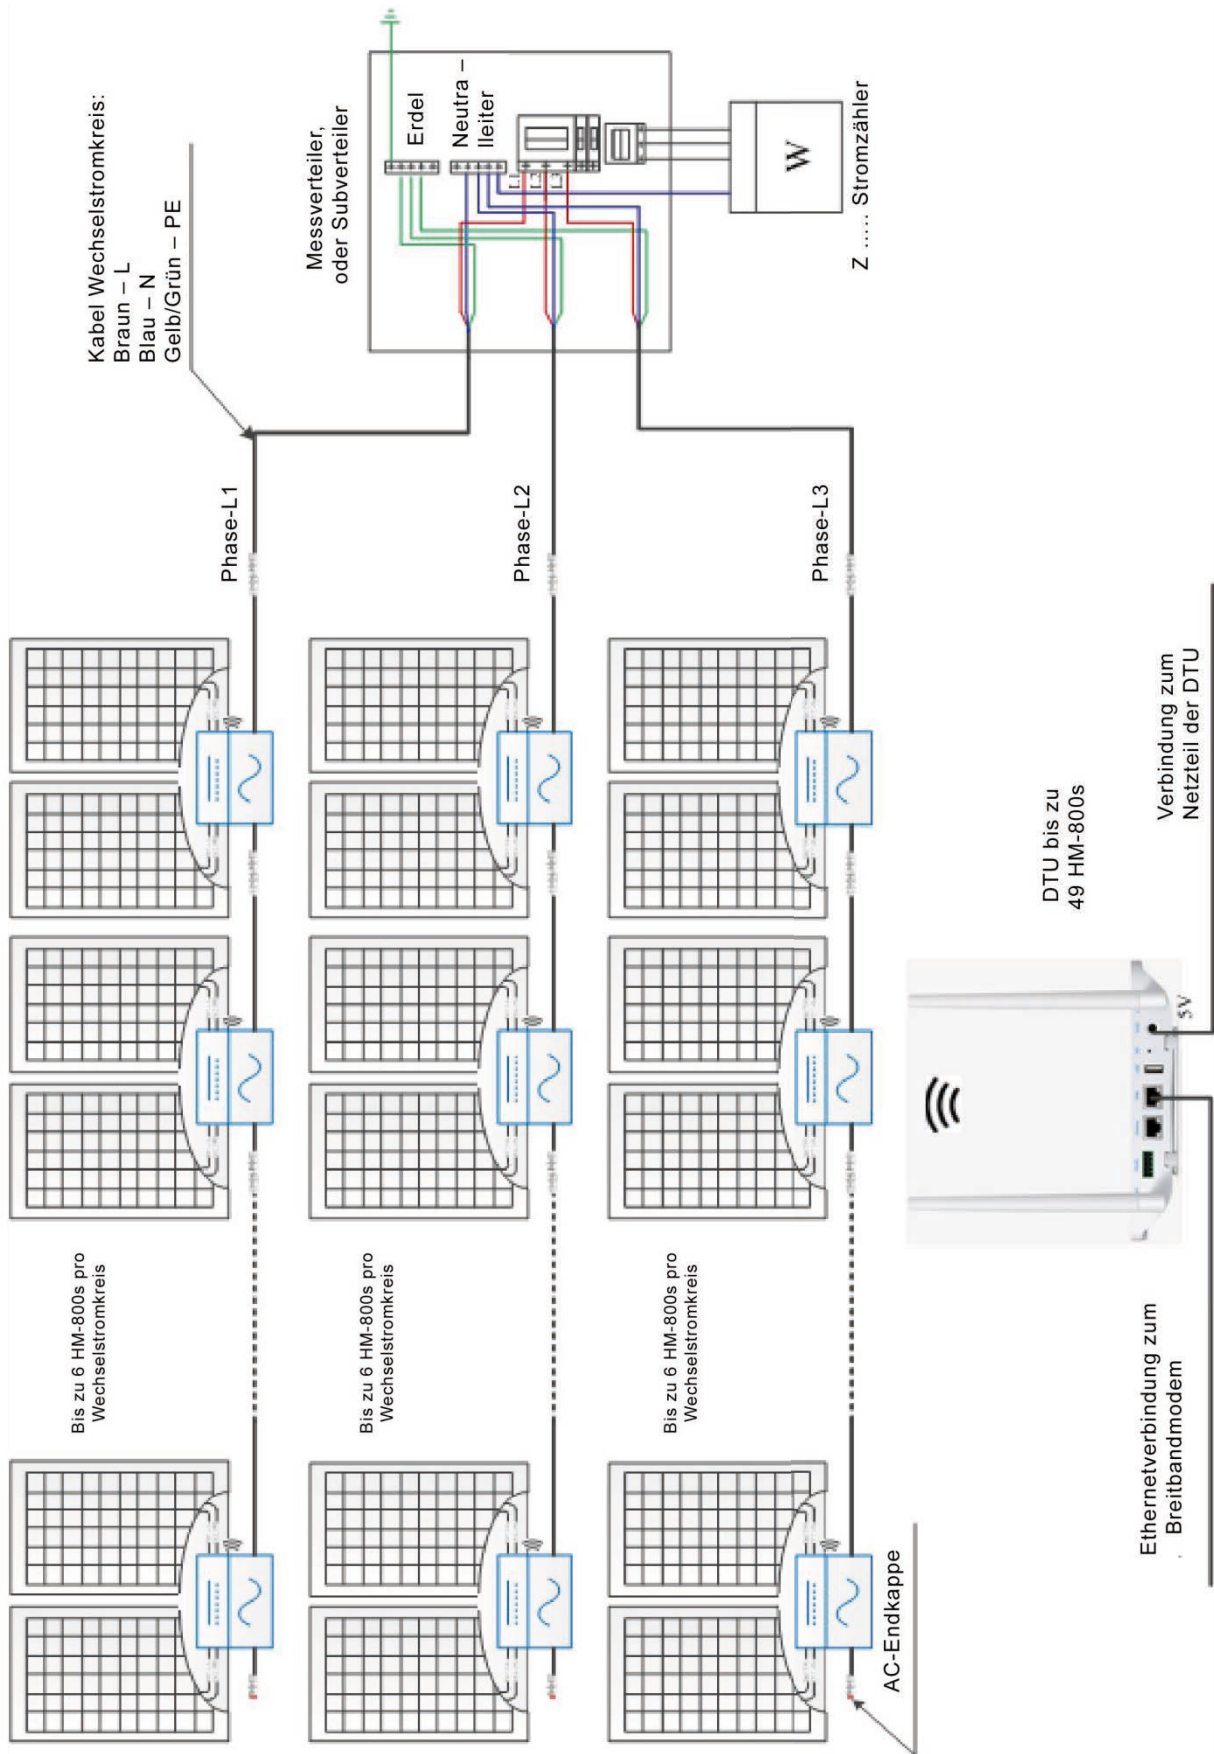 Kabel Wechselstromkreis:
Braun – L
Blau – N
Gelb/Grün – PE
Messverteiler,
oder Subverteiler
Erdel
Neutra –
lleiter
L1
L2
L3
W
Z ...... Stromzähler
Phase-L1
Phase-L2
Phase-L3
Bis zu 6 HM-800s pro
Wechselstromkreis
Bis zu 6 HM-800s pro
Wechselstromkreis
Bis zu 6 HM-800s pro
Wechselstromkreis
AC-Endkappe
DTU bis zu
49 HM-800s
5V
Verbindung zum
Netzteil der DTU
Ethernetverbindung zum
. Breitbandmodem